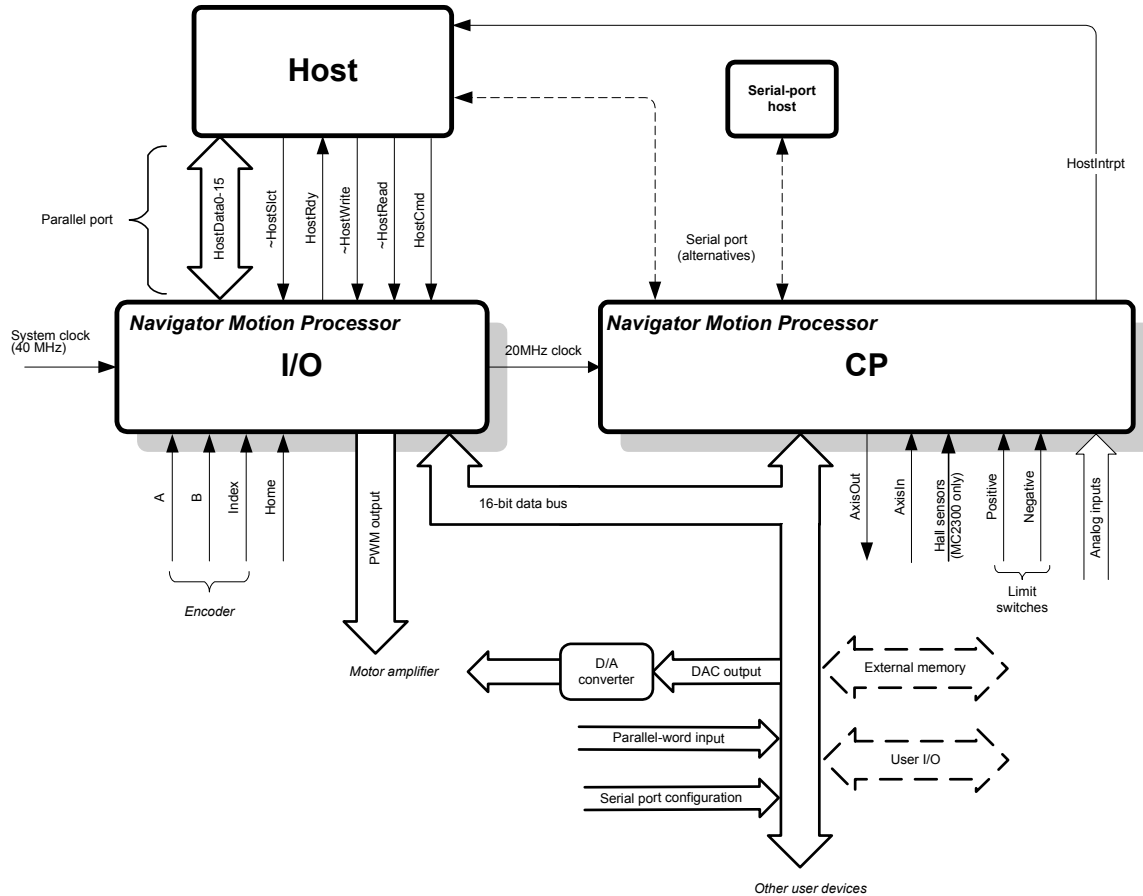 Host
Serial-port
host
HostIntrpt
Parallel port
HostData0-15
~HostSlct
HostRdy
~HostWrite
~HostRead
HostCmd
Serial port
(alternatives)
System clock
(40 MHz)
Navigator Motion Processor
I/O
20MHz clock
Navigator Motion Processor
CP
A
B
Index
Home
Encoder
PWM output
Motor amplifier
16-bit data bus
AxisOut
AxisIn
Hall sensors
(MC2300 only)
Positive
Negative
Limit
switches
Analog inputs
D/A
converter
DAC output
External memory
Parallel-word input
User I/O
Serial port configuration
Other user devices